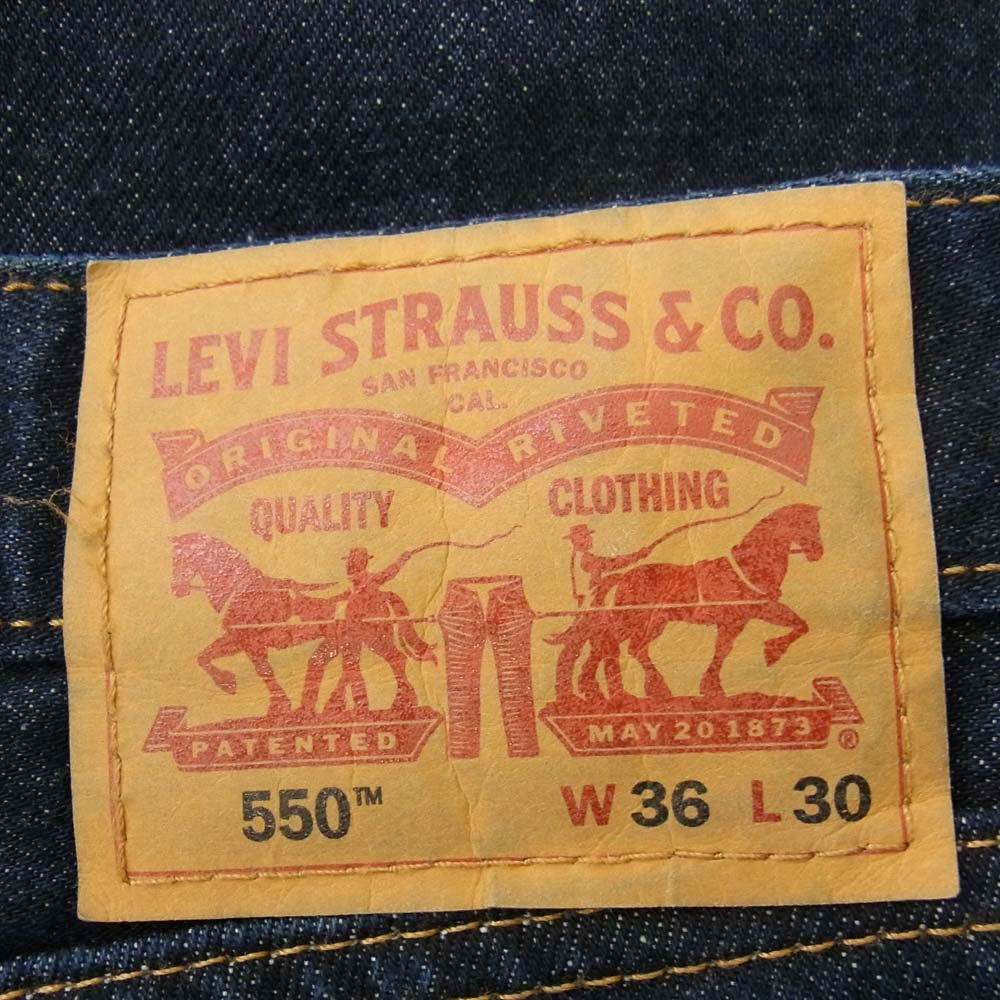 LEVI STRAUSS & CO.
SAN FRANCISCO
CAL.
ORIGINAL RIVETED
QUALITY CLOTHING
PATENTED MAY 20 1873 ®
550™ W 36 L 30